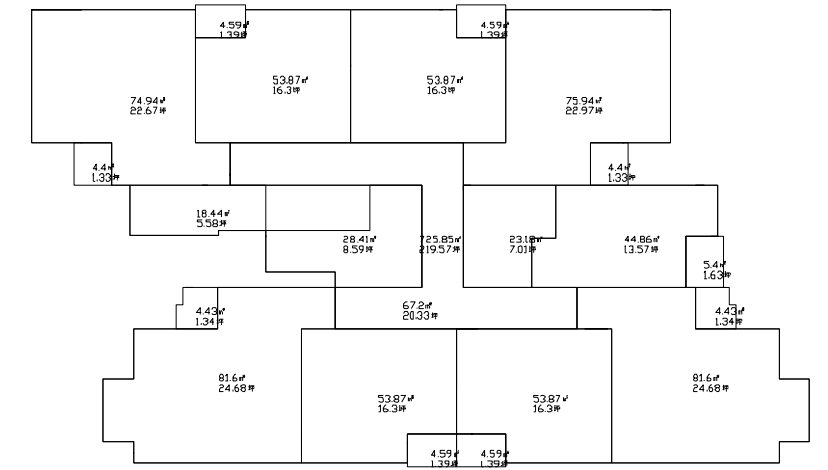 4.59㎡
1.39坪
4.59㎡
1.39坪
53.87㎡
16.3坪
53.87㎡
16.3坪
74.94㎡
22.67坪
75.94㎡
22.97坪
4.4㎡
1.33坪
4.4㎡
1.33坪
18.44㎡
5.58坪
28.41㎡
8.59坪
725.85㎡
219.57坪
23.18㎡
7.01坪
44.86㎡
13.57坪
5.4㎡
1.63坪
4.43㎡
1.34坪
67.2㎡
20.33坪
4.43㎡
1.34坪
81.6㎡
24.68坪
81.6㎡
24.68坪
53.87㎡
16.3坪
53.87㎡
16.3坪
4.59㎡
1.39坪
4.59㎡
1.39坪